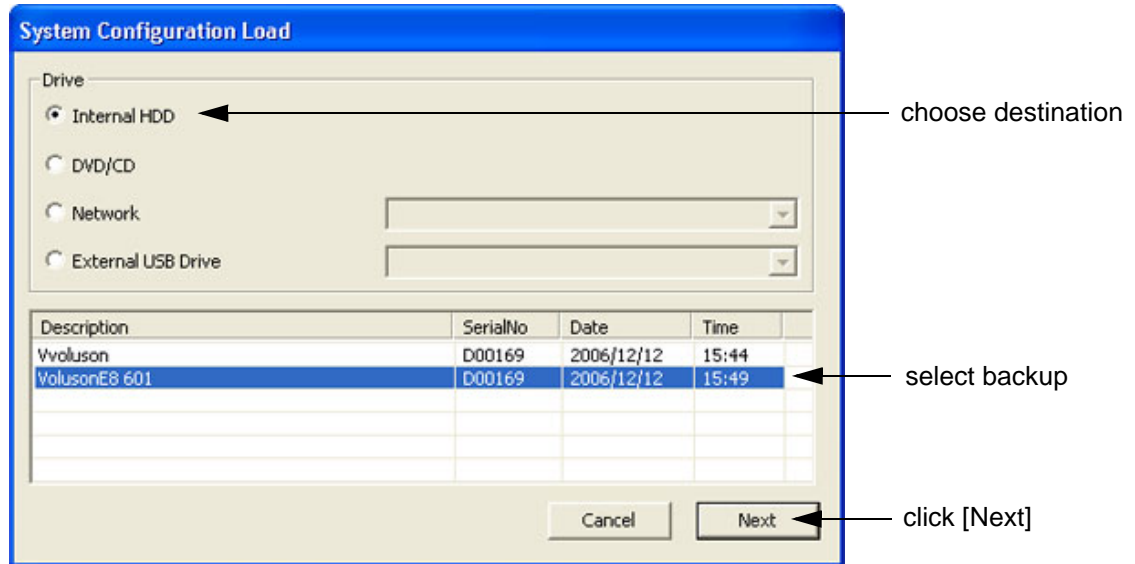 System Configuration Load
Drive
Internal HDD
choose destination
DVD/CD
Network
External USB Drive
Description SerialNo Date Time
Vvoluson D00169 2006/12/12 15:44
VolusonE8 601 D00169 2006/12/12 15:49
select backup
Cancel Next
click [Next]